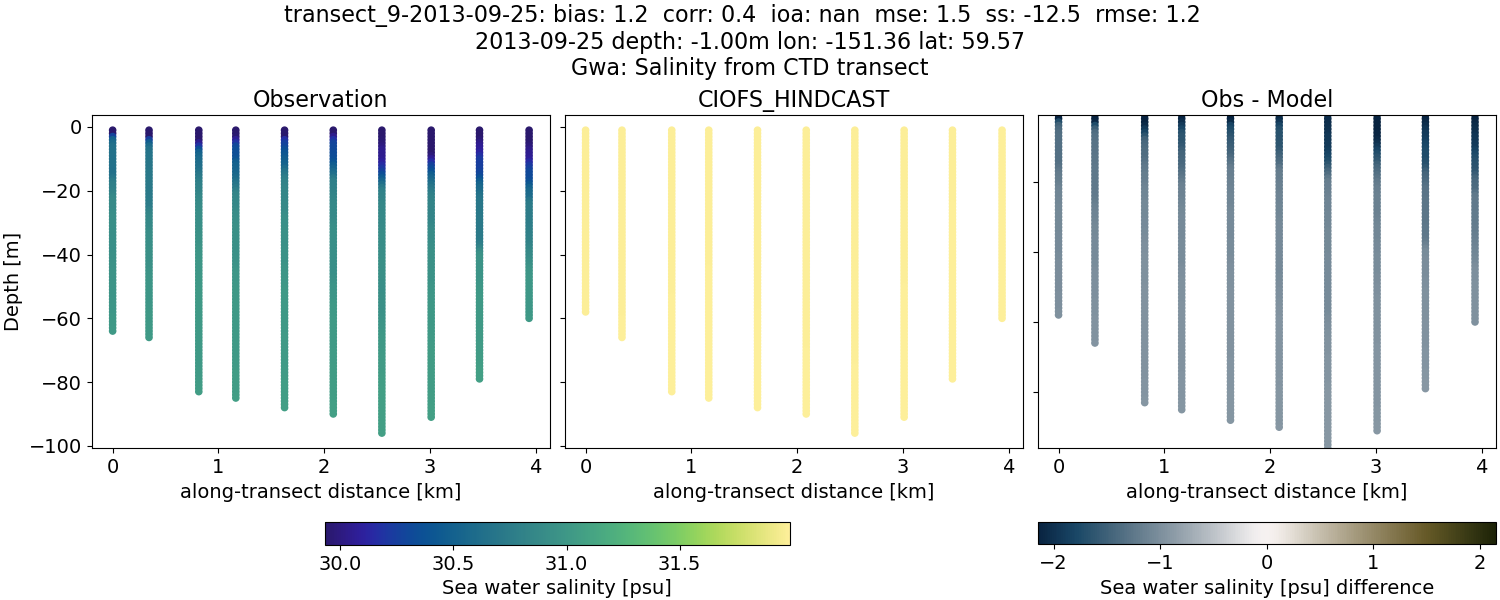 transect_9-2013-09-25: bias: 1.2  corr: 0.4  ioa: nan  mse: 1.5  ss: -12.5  rmse: 1.2
2013-09-25 depth: -1.00m lon: -151.36 lat: 59.57
Gwa: Salinity from CTD transect
Observation
CIOFS_HINDCAST
Obs - Model
Depth [m]
0
−20
−40
−60
−80
−100
0 1 2 3 4
0 1 2 3 4
0 1 2 3 4
along-transect distance [km]
along-transect distance [km]
along-transect distance [km]
30.0 30.5 31.0 31.5
Sea water salinity [psu]
−2 −1 0 1 2
Sea water salinity [psu] difference